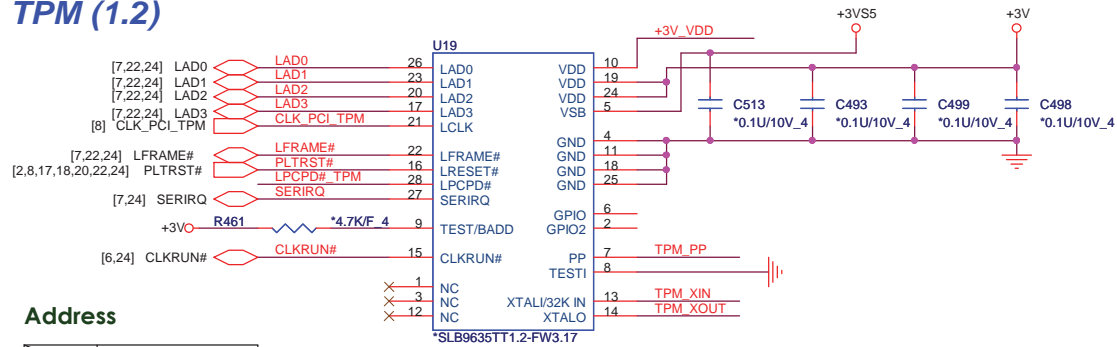 TPM (1.2)
+3VS5
+3V
+3V_VDD
U19
[7,22,24] LAD0 LAD0 26 LAD0 VDD 10
[7,22,24] LAD1 LAD1 23 LAD1 VDD 19
[7,22,24] LAD2 LAD2 20 LAD2 VDD 24
[7,22,24] LAD3 LAD3 17 LAD3 VSB 5
[8] CLK_PCI_TPM CLK_PCI_TPM 21 LCLK
C513 C493 C499 C498
*0.1U/10V_4 *0.1U/10V_4 *0.1U/10V_4 *0.1U/10V_4
GND 4
[7,22,24] LFRAME# LFRAME# 22 LFRAME# GND 11
[2,8,17,18,20,22,24] PLTRST# PLTRST# 16 LRESET# GND 18
LPCPD#_TPM 28 LPCPD# GND 25
[7,24] SERIRQ SERIRQ 27 SERIRQ
GPIO 6
+3V R461 *4.7K/F_4 9 TEST/BADD GPIO2 2
[6,24] CLKRUN# CLKRUN# 15 CLKRUN# PP 7 TPM_PP
TESTI 8
1 NC
3 NC XTALI/32K IN 13 TPM_XIN
12 NC XTALO 14 TPM_XOUT
*SLB9635TT1.2-FW3.17
Address